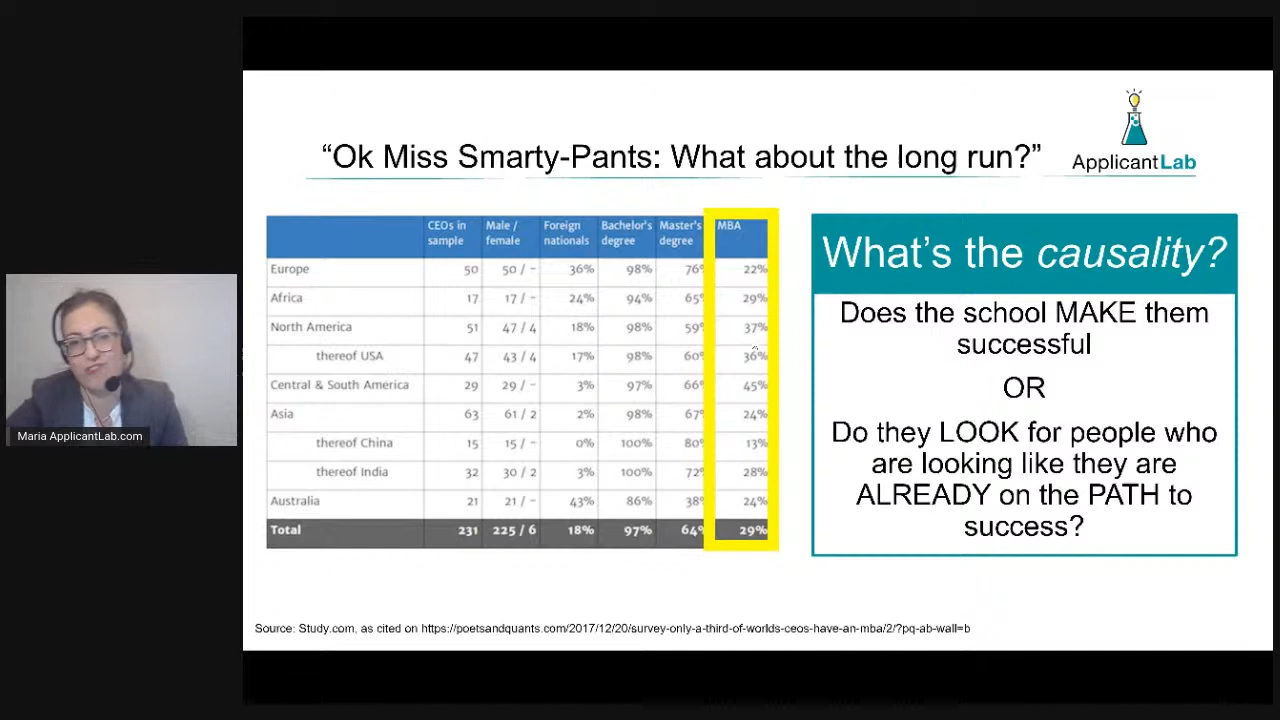 “Ok Miss Smarty-Pants: What about the long run?”
ApplicantLab
CEOs in sample Male / female Foreign nationals Bachelor's degree Master's degree MBA
Europe 50 50 / – 36% 98% 76% 22%
Africa 17 17 / – 24% 94% 65% 29%
North America 51 47 / 4 18% 98% 59% 37%
thereof USA 47 43 / 4 17% 98% 60% 36%
Central & South America 29 29 / – 3% 97% 66% 45%
Asia 63 61 / 2 2% 98% 67% 24%
thereof China 15 15 / – 0% 100% 80% 13%
thereof India 32 30 / 2 3% 100% 72% 28%
Australia 21 21 / – 43% 86% 38% 24%
Total 231 225 / 6 18% 97% 64% 29%
What’s the causality?
Does the school MAKE them
successful
OR
Do they LOOK for people who
are looking like they are
ALREADY on the PATH to
success?
Maria ApplicantLab.com
Source: Study.com, as cited on https://poetsandquants.com/2017/12/20/survey-only-a-third-of-worlds-ceos-have-an-mba/2/?pq-ab-wall=b